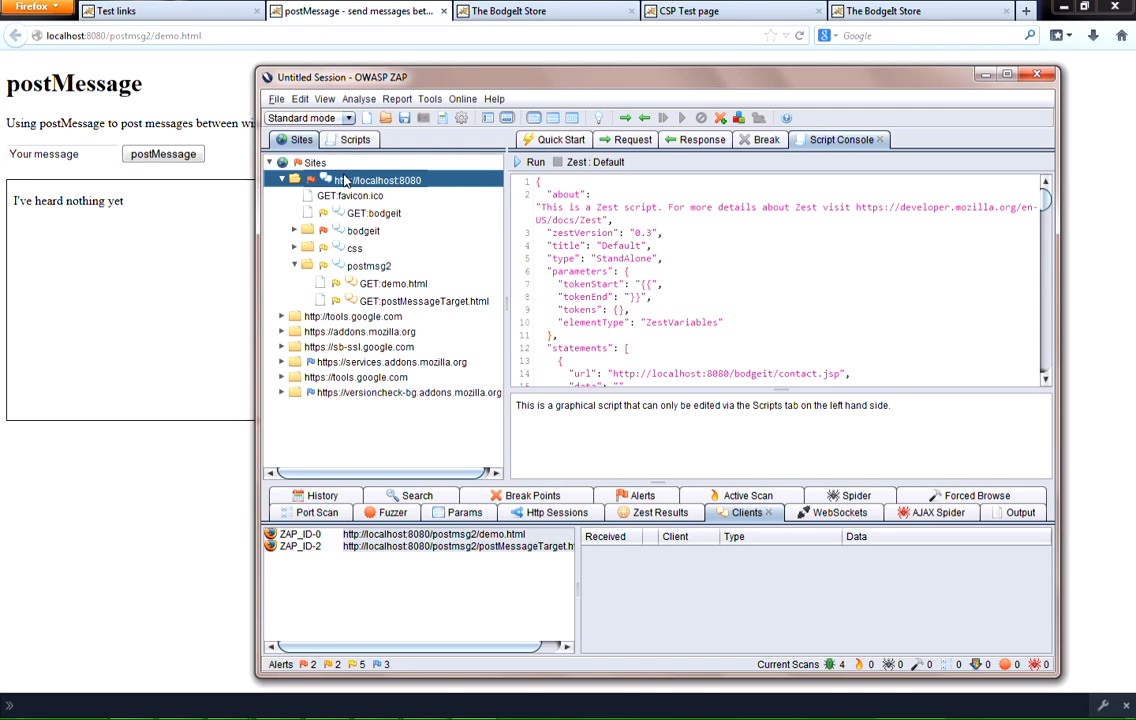 Firefox
Test links
postMessage - send messages betw...
The BodgeIt Store
CSP Test page
The BodgeIt Store
localhost:8080/postmsg2/demo.html
Google
postMessage
Using postMessage to post messages between wi
Your message
postMessage
I've heard nothing yet
Untitled Session - OWASP ZAP
File Edit View Analyse Report Tools Online Help
Standard mode
Sites
Scripts
Quick Start
Request
Response
Break
Script Console
Sites
http://localhost:8080
GET:favicon.ico
GET:bodgeit
bodgeit
css
postmsg2
GET:demo.html
GET:postMessageTarget.html
http://tools.google.com
https://addons.mozilla.org
https://sb-ssl.google.com
https://services.addons.mozilla.org
https://tools.google.com
https://versioncheck-bg.addons.mozilla.org
Run
Zest : Default
1 {
2 "about":
"This is a Zest script. For more details about Zest visit https://developer.mozilla.org/en-
US/docs/Zest",
3 "zestVersion": "0.3",
4 "title": "Default",
5 "type": "StandAlone",
6 "parameters": {
7 "tokenStart": "{{",
8 "tokenEnd": "}}",
9 "tokens": {},
10 "elementType": "ZestVariables"
11 },
12 "statements": [
13 {
14 "url": "http://localhost:8080/bodgeit/contact.jsp",
15 "data": ""
This is a graphical script that can only be edited via the Scripts tab on the left hand side.
History
Search
Break Points
Alerts
Active Scan
Spider
Forced Browse
Port Scan
Fuzzer
Params
Http Sessions
Zest Results
Clients
WebSockets
AJAX Spider
Output
ZAP_ID-0 http://localhost:8080/postmsg2/demo.html
ZAP_ID-2 http://localhost:8080/postmsg2/postMessageTarget.ht
Received Client Type Data
Alerts 2 2 5 3
Current Scans 4 0 0 0 0 0 0 0